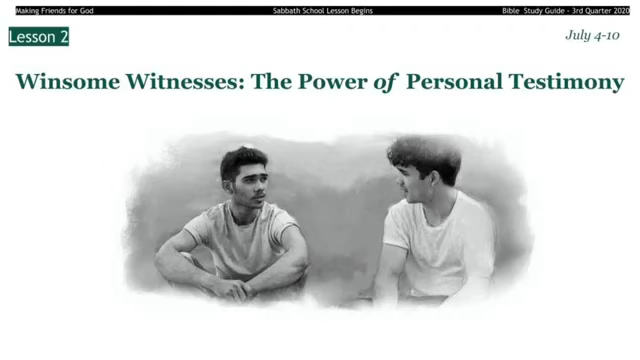 Making Friends for God Sabbath School Lesson Begins Bible Study Guide - 3rd Quarter 2020
Lesson 2 July 4-10
Winsome Witnesses: The Power of Personal Testimony